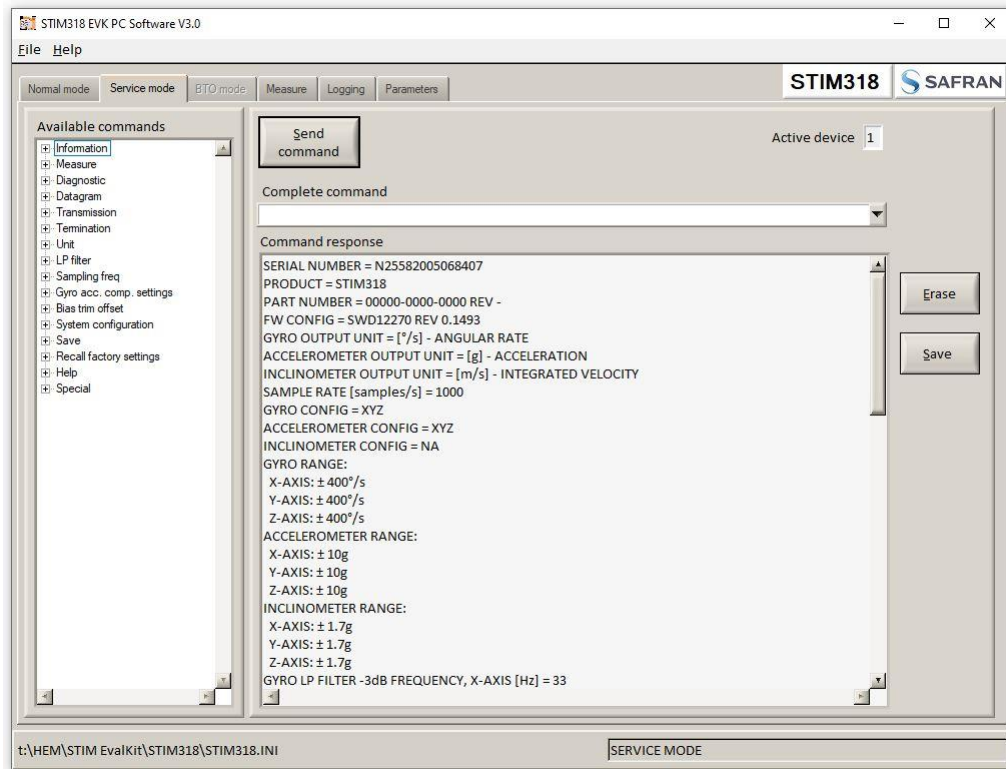 STIM318 EVK PC Software V3.0
File Help
Normal mode Service mode BTO mode Measure Logging Parameters
STIM318 SAFRAN
Available commands
Information
Measure
Diagnostic
Datagram
Transmission
Termination
Unit
LP filter
Sampling freq
Gyro acc. comp. settings
Bias trim offset
System configuration
Save
Recall factory settings
Help
Special
Send
command
Active device 1
Complete command
Command response
SERIAL NUMBER = N25582005068407
PRODUCT = STIM318
PART NUMBER = 00000-0000-0000 REV -
FW CONFIG = SWD12270 REV 0.1493
GYRO OUTPUT UNIT = [°/s] - ANGULAR RATE
ACCELEROMETER OUTPUT UNIT = [g] - ACCELERATION
INCLINOMETER OUTPUT UNIT = [m/s] - INTEGRATED VELOCITY
SAMPLE RATE [samples/s] = 1000
GYRO CONFIG = XYZ
ACCELEROMETER CONFIG = XYZ
INCLINOMETER CONFIG = NA
GYRO RANGE:
X-AXIS: ± 400°/s
Y-AXIS: ± 400°/s
Z-AXIS: ± 400°/s
ACCELEROMETER RANGE:
X-AXIS: ± 10g
Y-AXIS: ± 10g
Z-AXIS: ± 10g
INCLINOMETER RANGE:
X-AXIS: ± 1.7g
Y-AXIS: ± 1.7g
Z-AXIS: ± 1.7g
GYRO LP FILTER -3dB FREQUENCY, X-AXIS [Hz] = 33
Erase
Save
t:\HEM\STIM EvalKit\STIM318\STIM318.INI
SERVICE MODE